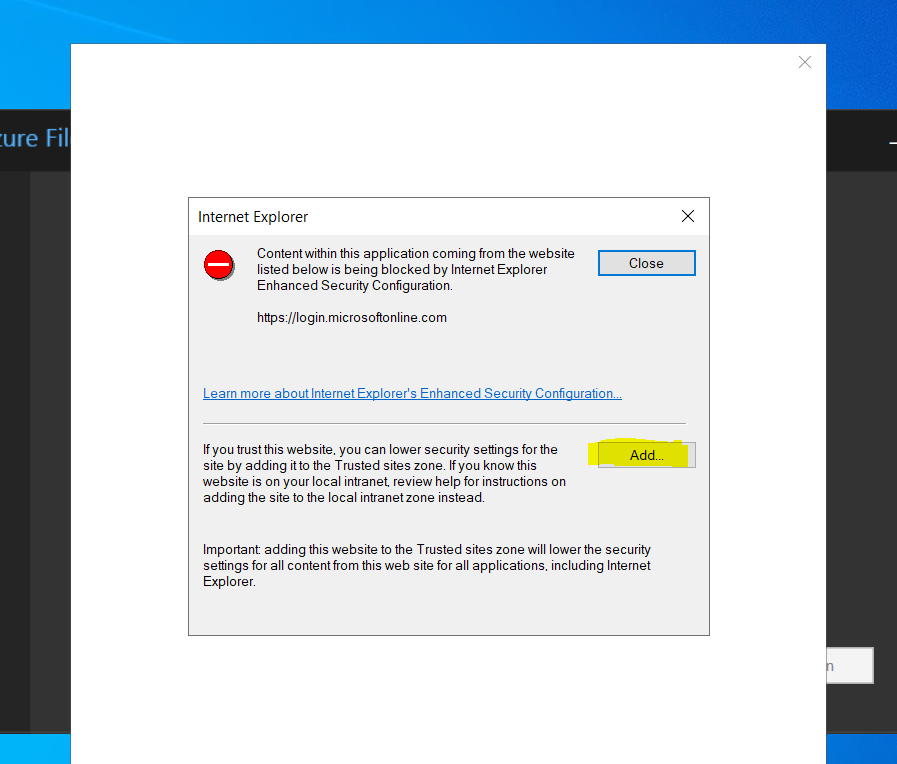 zure Fil
Internet Explorer
Content within this application coming from the website
listed below is being blocked by Internet Explorer
Enhanced Security Configuration.
Close
https://login.microsoftonline.com
Learn more about Internet Explorer's Enhanced Security Configuration...
If you trust this website, you can lower security settings for the
site by adding it to the Trusted sites zone. If you know this
website is on your local intranet, review help for instructions on
adding the site to the local intranet zone instead.
Add...
Important: adding this website to the Trusted sites zone will lower the security
settings for all content from this web site for all applications, including Internet
Explorer.
n